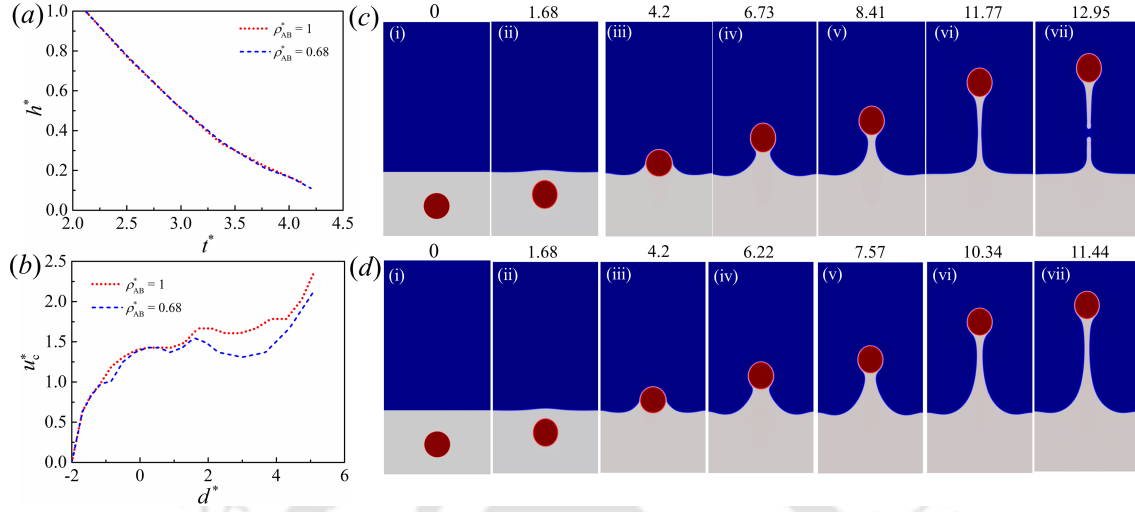 (a)
1.0
0.8
0.6
0.4
0.2
0.0
h*
ρ*AB = 1
ρ*AB = 0.68
2.0 2.5 3.0 3.5 4.0 4.5
t*
(b)
2.5
2.0
1.5
1.0
0.5
0.0
u*c
ρ*AB = 1
ρ*AB = 0.68
-2 0 2 4 6
d*
(c)
0 1.68 4.2 6.73 8.41 11.77 12.95
(i) (ii) (iii) (iv) (v) (vi) (vii)
(d)
0 1.68 4.2 6.22 7.57 10.34 11.44
(i) (ii) (iii) (iv) (v) (vi) (vii)